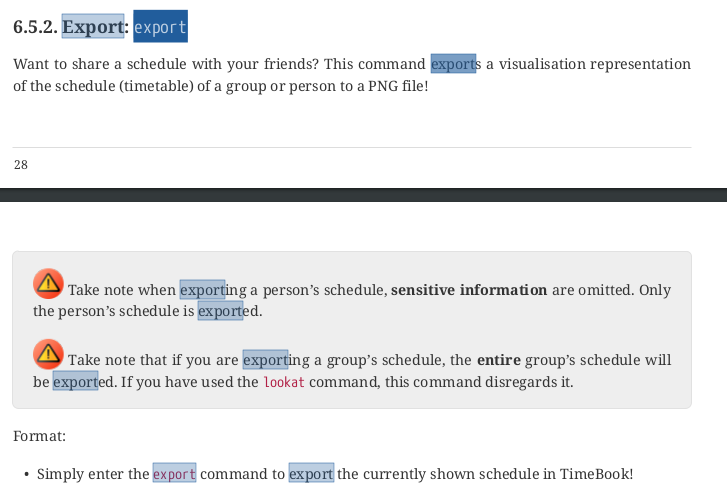 6.5.2. Export: export
Want to share a schedule with your friends? This command exports a visualisation representation
of the schedule (timetable) of a group or person to a PNG file!
28
Take note when exporting a person’s schedule, sensitive information are omitted. Only
the person’s schedule is exported.
Take note that if you are exporting a group’s schedule, the entire group’s schedule will
be exported. If you have used the lookat command, this command disregards it.
Format:
• Simply enter the export command to export the currently shown schedule in TimeBook!